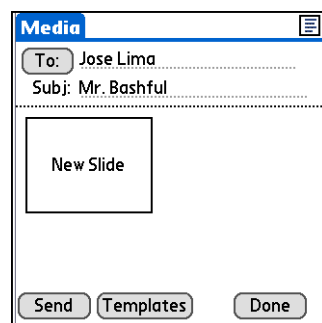 Media
To: Jose Lima
Subj: Mr. Bashful
New Slide
Send Templates Done